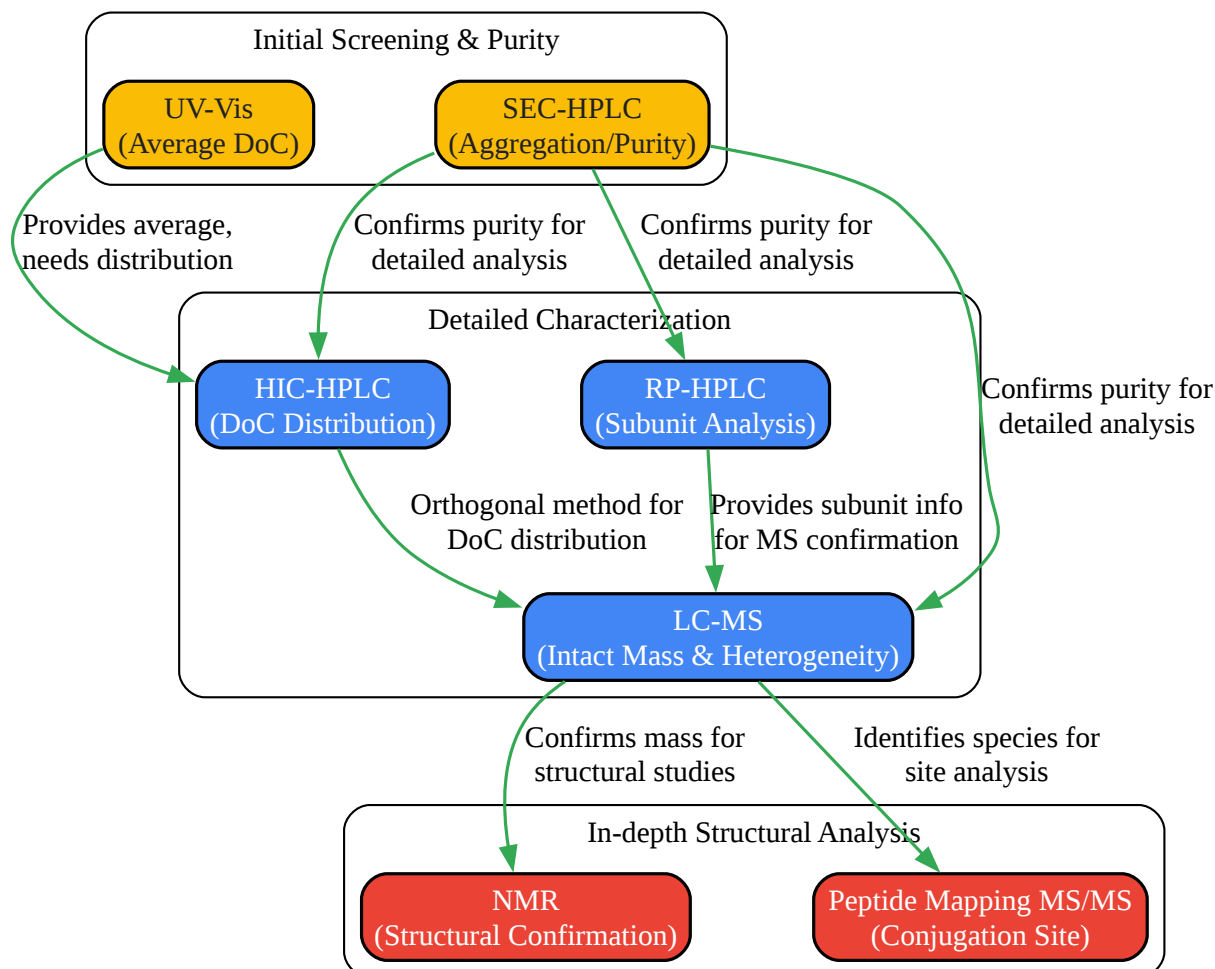 Initial Screening & Purity
UV-Vis
(Average DoC)
SEC-HPLC
(Aggregation/Purity)
Provides average,
needs distribution
Confirms purity for
detailed analysis
Confirms purity for
detailed analysis
Confirms purity for
detailed analysis
Detailed Characterization
HIC-HPLC
(DoC Distribution)
RP-HPLC
(Subunit Analysis)
Orthogonal method for
DoC distribution
Provides subunit info
for MS confirmation
LC-MS
(Intact Mass & Heterogeneity)
Confirms mass for
structural studies
Identifies species for
site analysis
In-depth Structural Analysis
NMR
(Structural Confirmation)
Peptide Mapping MS/MS
(Conjugation Site)